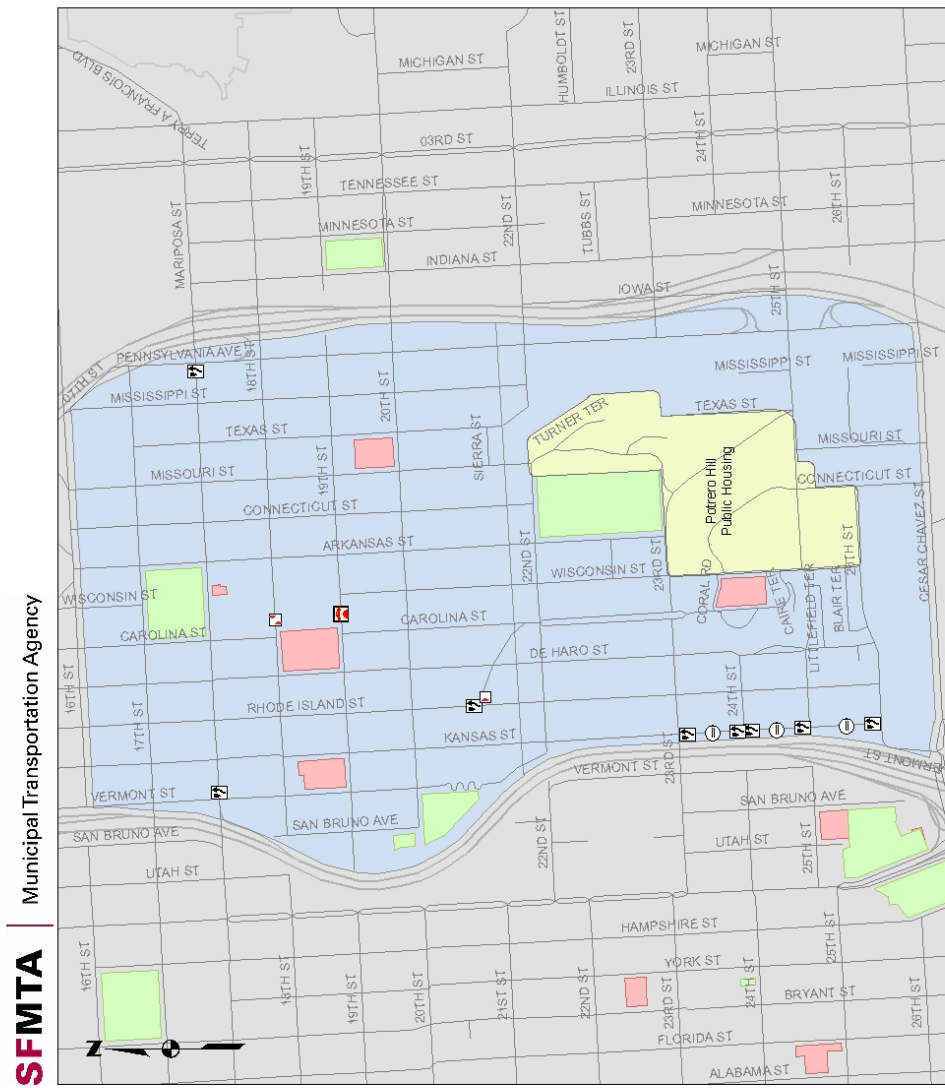 SFMTA
Municipal Transportation Agency
MICHIGAN ST
HUMBOLDT ST
23RD ST
MICHIGAN ST
TERRY A FRANCOIS BLVD
ILLINOIS ST
03RD ST
24TH ST
19TH ST
TENNESSEE ST
MARIPOSA ST
MINNESOTA ST
22ND ST
TUBBS ST
MINNESOTA ST
26TH ST
INDIANA ST
IOWA ST
25TH ST
PENNSYLVANIA AVE
18TH ST
MISSISSIPPI ST
20TH ST
MISSISSIPPI ST
MISSISSIPPI ST
TEXAS ST
SIERRA ST
TURNER TER
TEXAS ST
MISSOURI ST
19TH ST
MISSOURI ST
CONNECTICUT ST
CONNECTICUT ST
Potrero Hill
Public Housing
ARKANSAS ST
22ND ST
WISCONSIN ST
23RD ST
CORAL RD
CAIRE TER
LITTLEFIELD TER
BLAIR TER
CESAR CHAVEZ ST
WISCONSIN ST
CAROLINA ST
CAROLINA ST
DE HARO ST
16TH ST
17TH ST
RHODE ISLAND ST
24TH ST
KANSAS ST
23RD ST
VERMONT ST
VERMONT ST
SAN BRUNO AVE
SAN BRUNO AVE
22ND ST
SAN BRUNO AVE
UTAH ST
UTAH ST
25TH ST
HAMPSHIRE ST
25TH ST
16TH ST
18TH ST
19TH ST
20TH ST
21ST ST
22ND ST
23RD ST
24TH ST
26TH ST
YORK ST
BRYANT ST
FLORIDA ST
ALABAMA ST
N